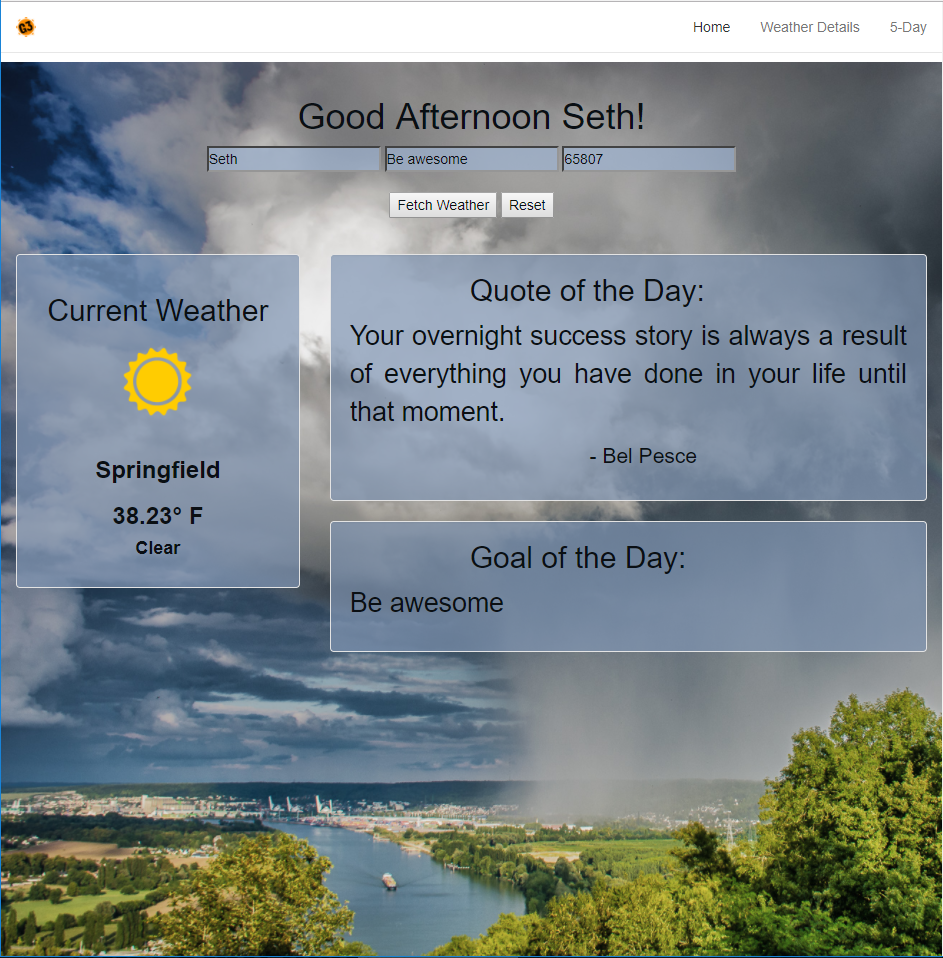 G3
Home Weather Details 5-Day
Good Afternoon Seth!
Seth Be awesome 65807
Fetch Weather Reset
Current Weather
Springfield
38.23° F
Clear
Quote of the Day:
Your overnight success story is always a result
of everything you have done in your life until
that moment.
- Bel Pesce
Goal of the Day:
Be awesome